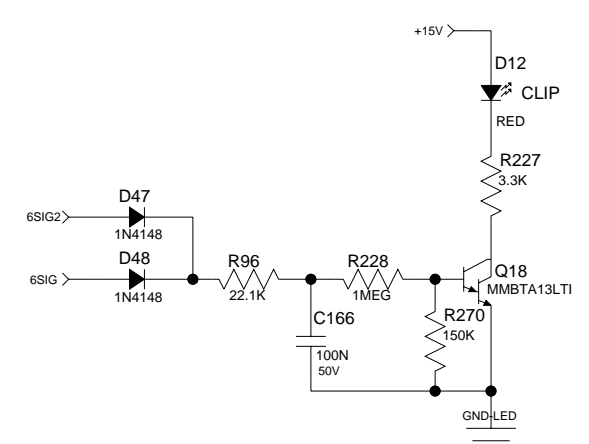 +15V
D12
CLIP
RED
R227
3.3K
D47
6SIG2
1N4148
D48
6SIG
1N4148
R96
22.1K
R228
1MEG
Q18
MMBTA13LTI
C166
100N
50V
R270
150K
GND-LED